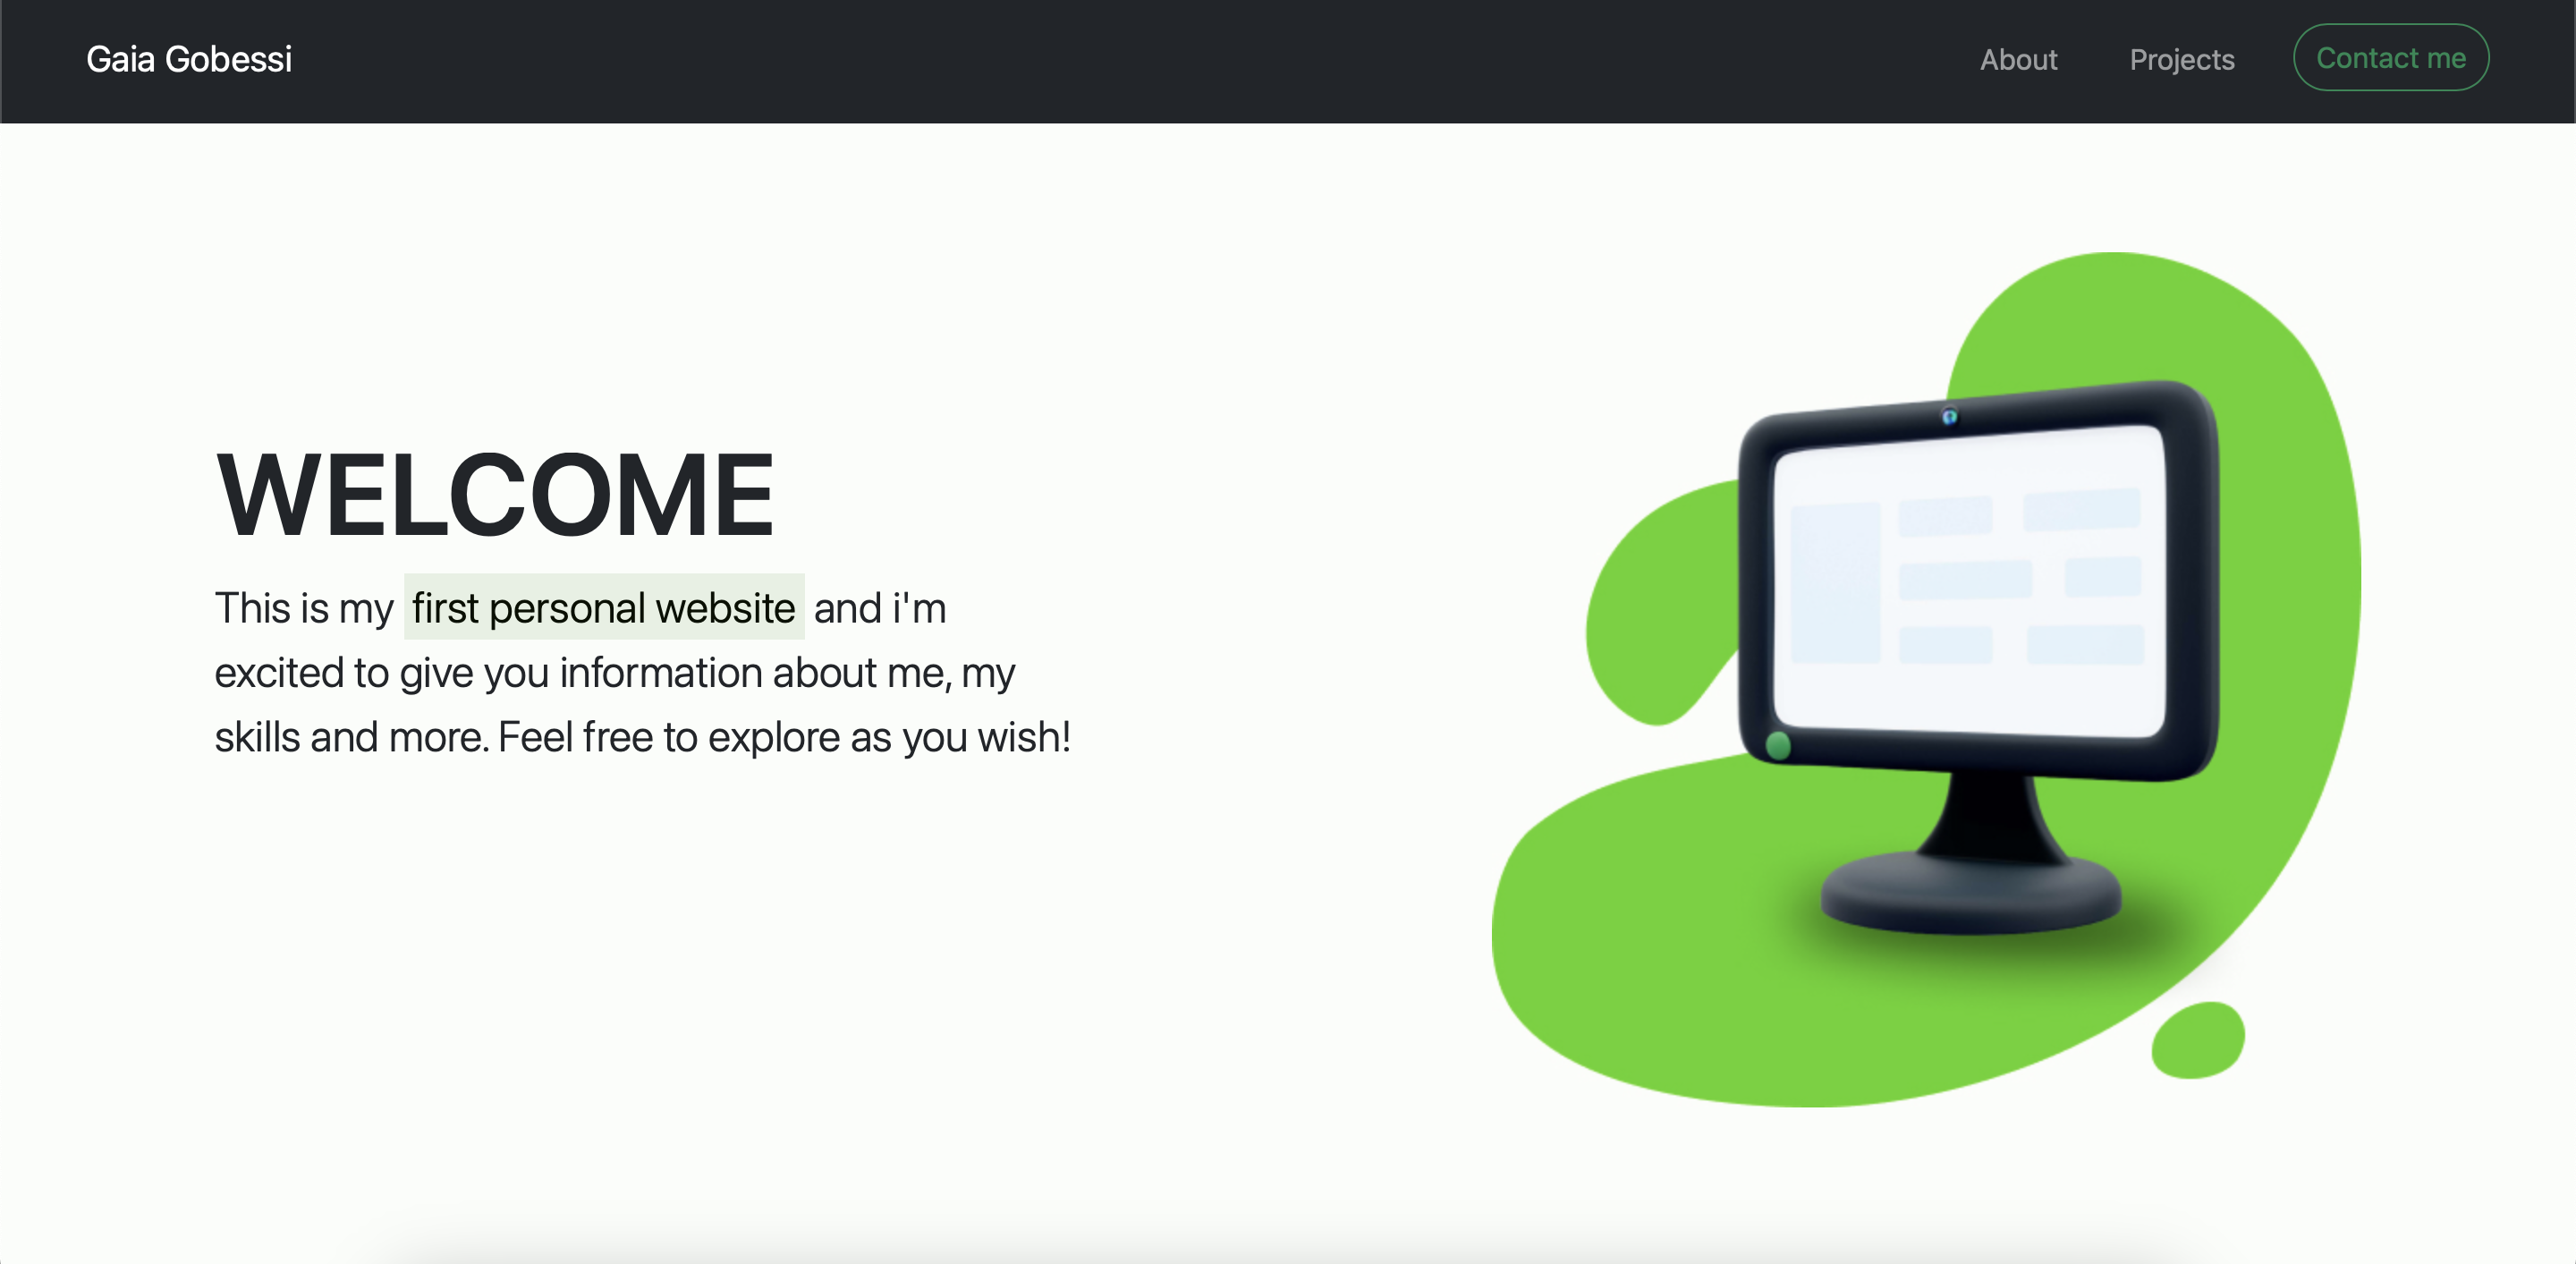 Gaia Gobessi
About
Projects
Contact me
WELCOME
This is my first personal website and i'm
excited to give you information about me, my
skills and more. Feel free to explore as you wish!